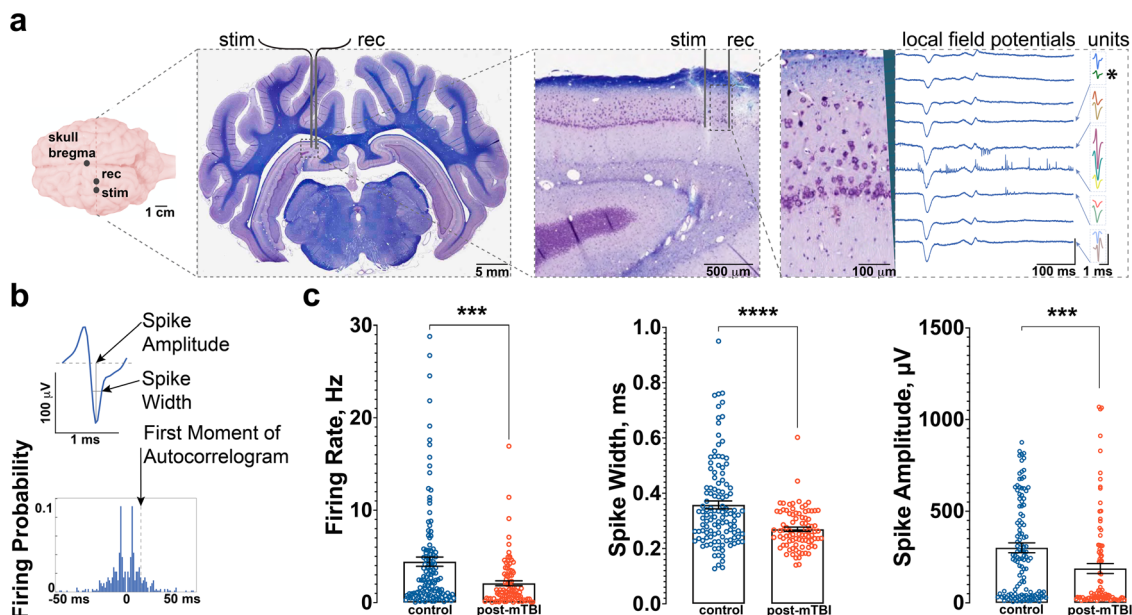 a
stim rec
stim rec
local field potentials units
*
skull
bregma
rec
stim
1 cm
5 mm
500 µm
100 µm
100 ms
1 ms
b
Spike
Amplitude
Spike
Width
100 µV
1 ms
First Moment of
Autocorrelogram
Firing Probability
0.1
0
-50 ms 0 50 ms
c
***
Firing Rate, Hz
30
20
10
0
control post-mTBI
****
Spike Width, ms
1.0
0.8
0.6
0.4
0.2
0.0
control post-mTBI
***
Spike Amplitude, µV
1500
1000
500
0
control post-mTBI